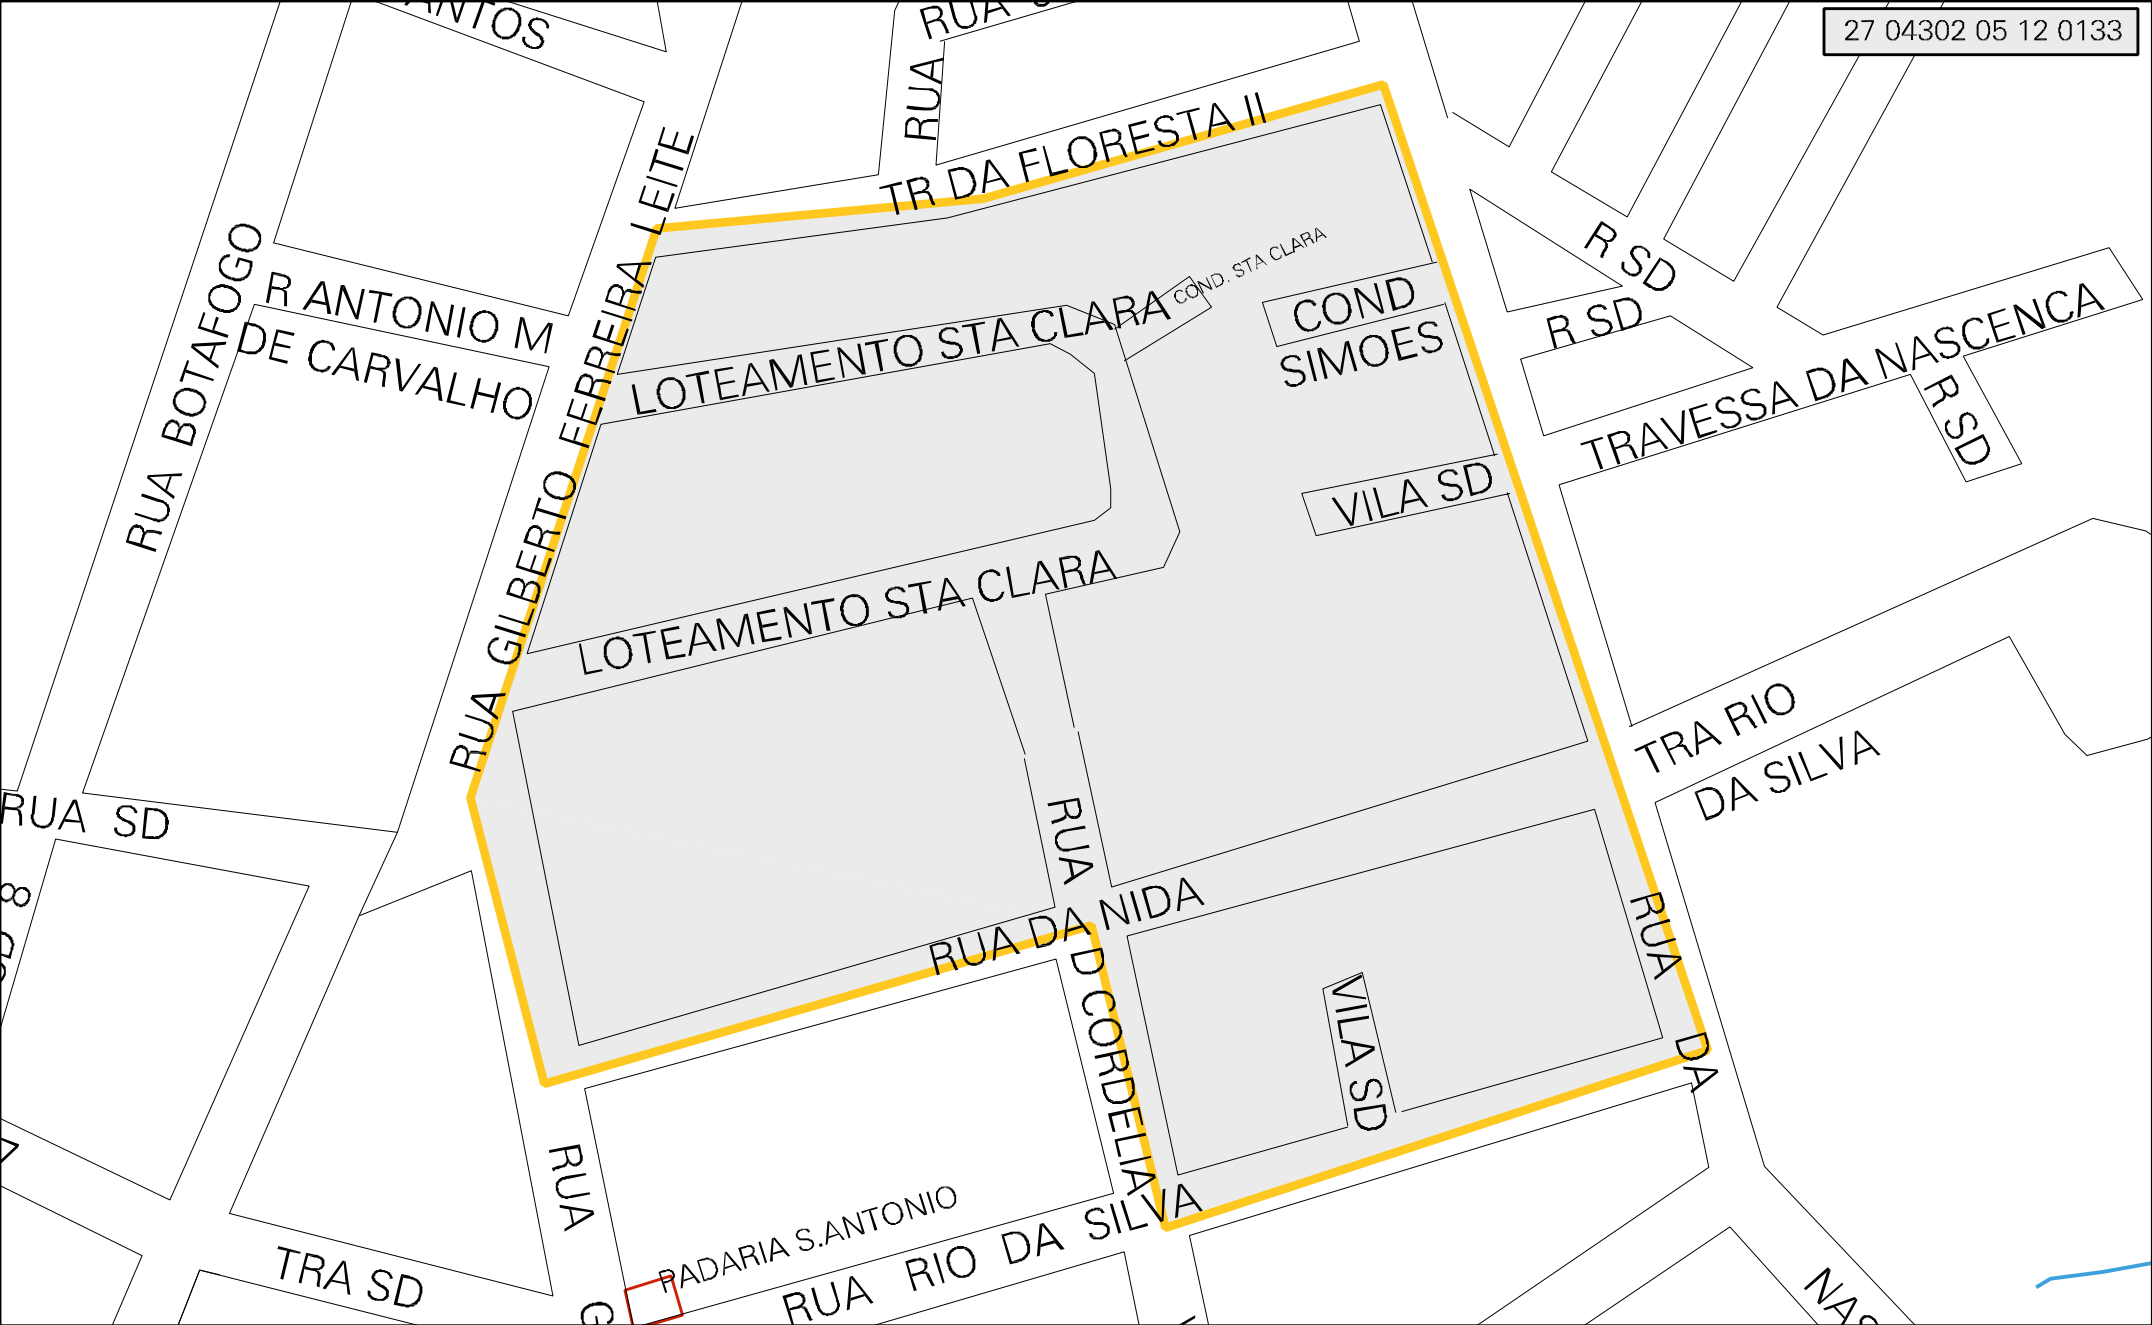 27 04302 05 12 0133
ANTOS
RUA
RUA
TR DA FLORESTA II
RUA GILBERTO FERREIRA LEITE
RUA BOTAFOGO
R ANTONIO M
DE CARVALHO
COND. STA CLARA
LOTEAMENTO STA CLARA
COND
SIMOES
R SD
R SD
TRAVESSA DA NASCENCA
R SD
VILA SD
LOTEAMENTO STA CLARA
TRA RIO
DA SILVA
RUA SD
8
RUA D CORDELIA
RUA DA NIDA
RUA DA NAS
VILA SD
RUA G
PADARIA S.ANTONIO
RUA RIO DA SILVA
TRA SD